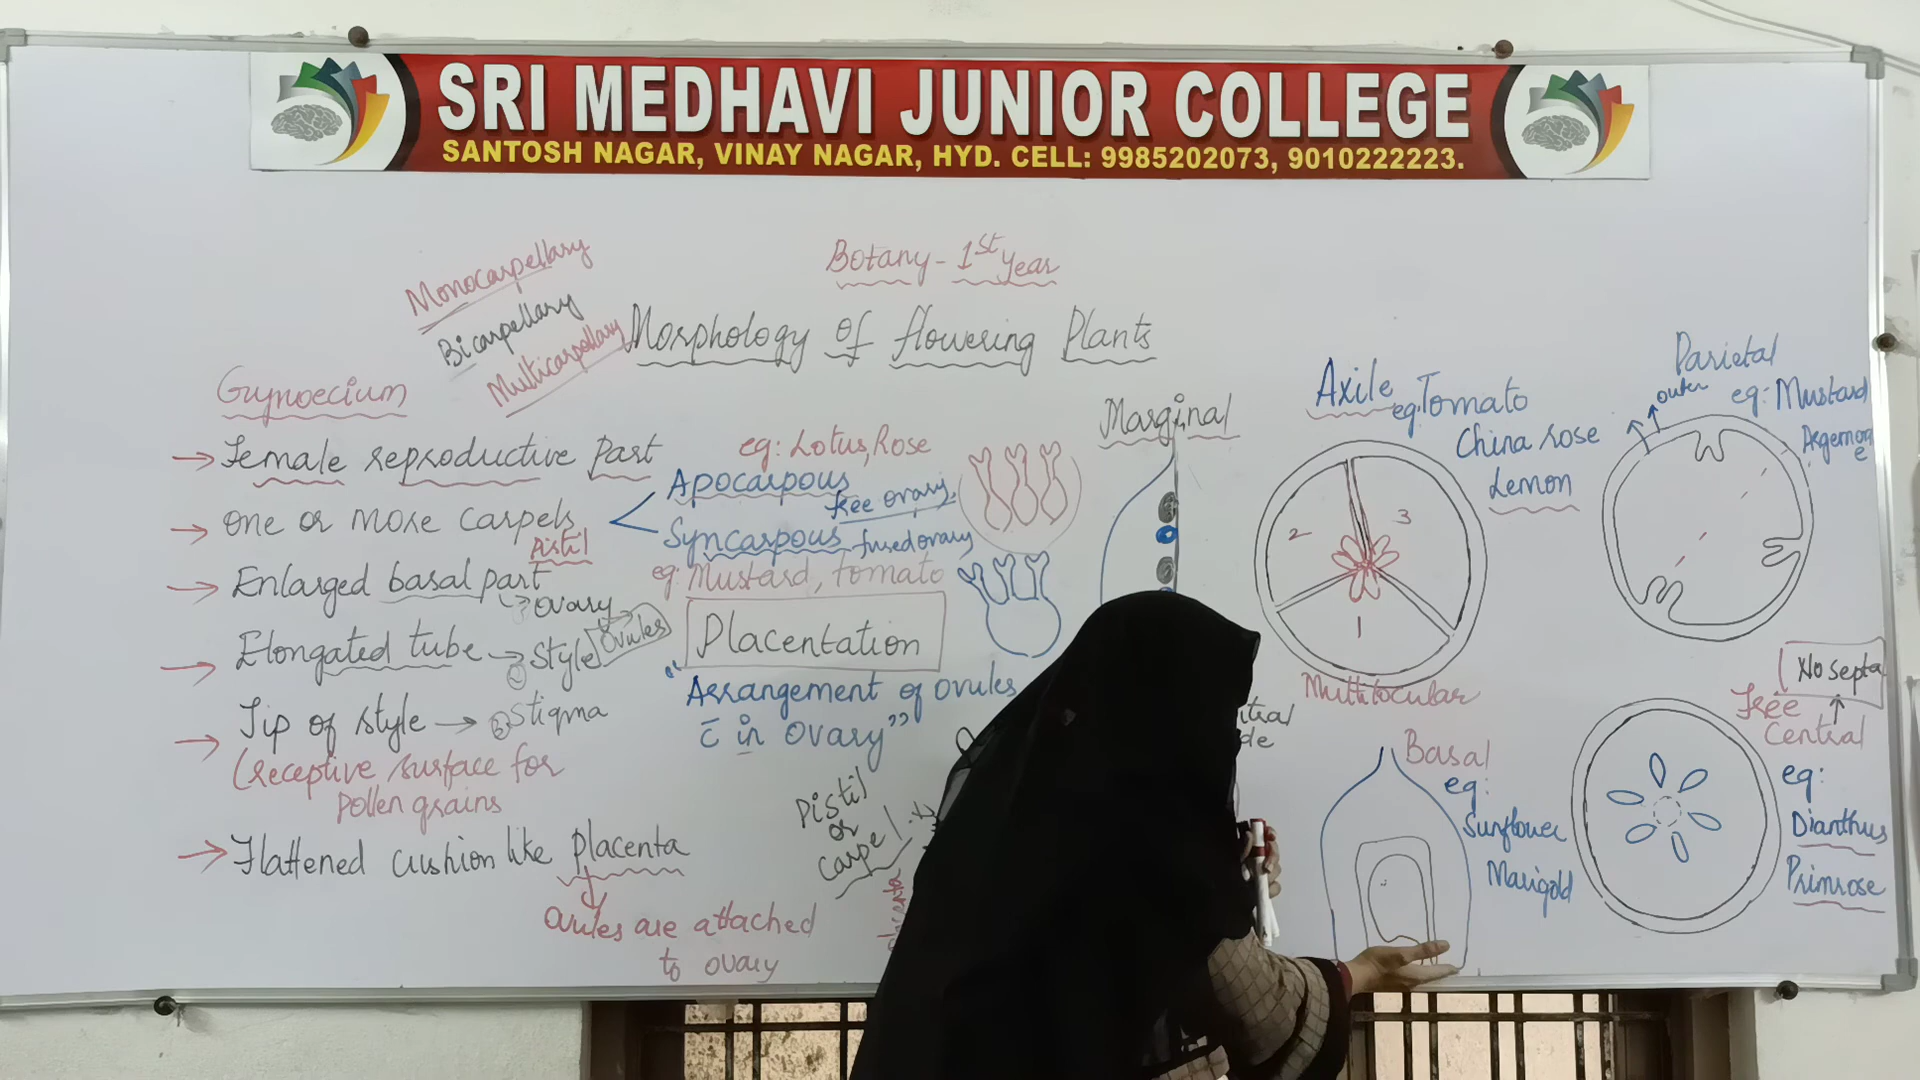 SRI MEDHAVI JUNIOR COLLEGE
SANTOSH NAGAR, VINAY NAGAR, HYD. CELL: 9985202073, 9010222223.
Botany - 1st Year
Morphology of flowering Plants
Monocarpellary
Bicarpellary
Multicarpellary
Gynoecium
→ Female reproductive part
→ One or more carpels
Pistil
→ Enlarged basal part
→ Ovary → Ovules
→ Elongated tube → Style
→ Tip of style → ③ Stigma
(receptive surface for
pollen grains
→ Flattened cushion like placenta
Ovules are attached
to ovary
eg: Lotus, Rose
Apocarpous
free ovary
Syncarpous fused ovary
eg: Mustard, tomato
Placentation
"Arrangement of ovules
c̄ in ovary"
Pistil
or
carpel
Marginal
Axile
eg: Tomato
China rose
Lemon
2
3
1
Multilocular
Parietal
outer
eg: Mustard
Argemone
Basal
eg:
Sunflower
Marigold
No septa
Free
Central
eg:
Dianthus
Primrose